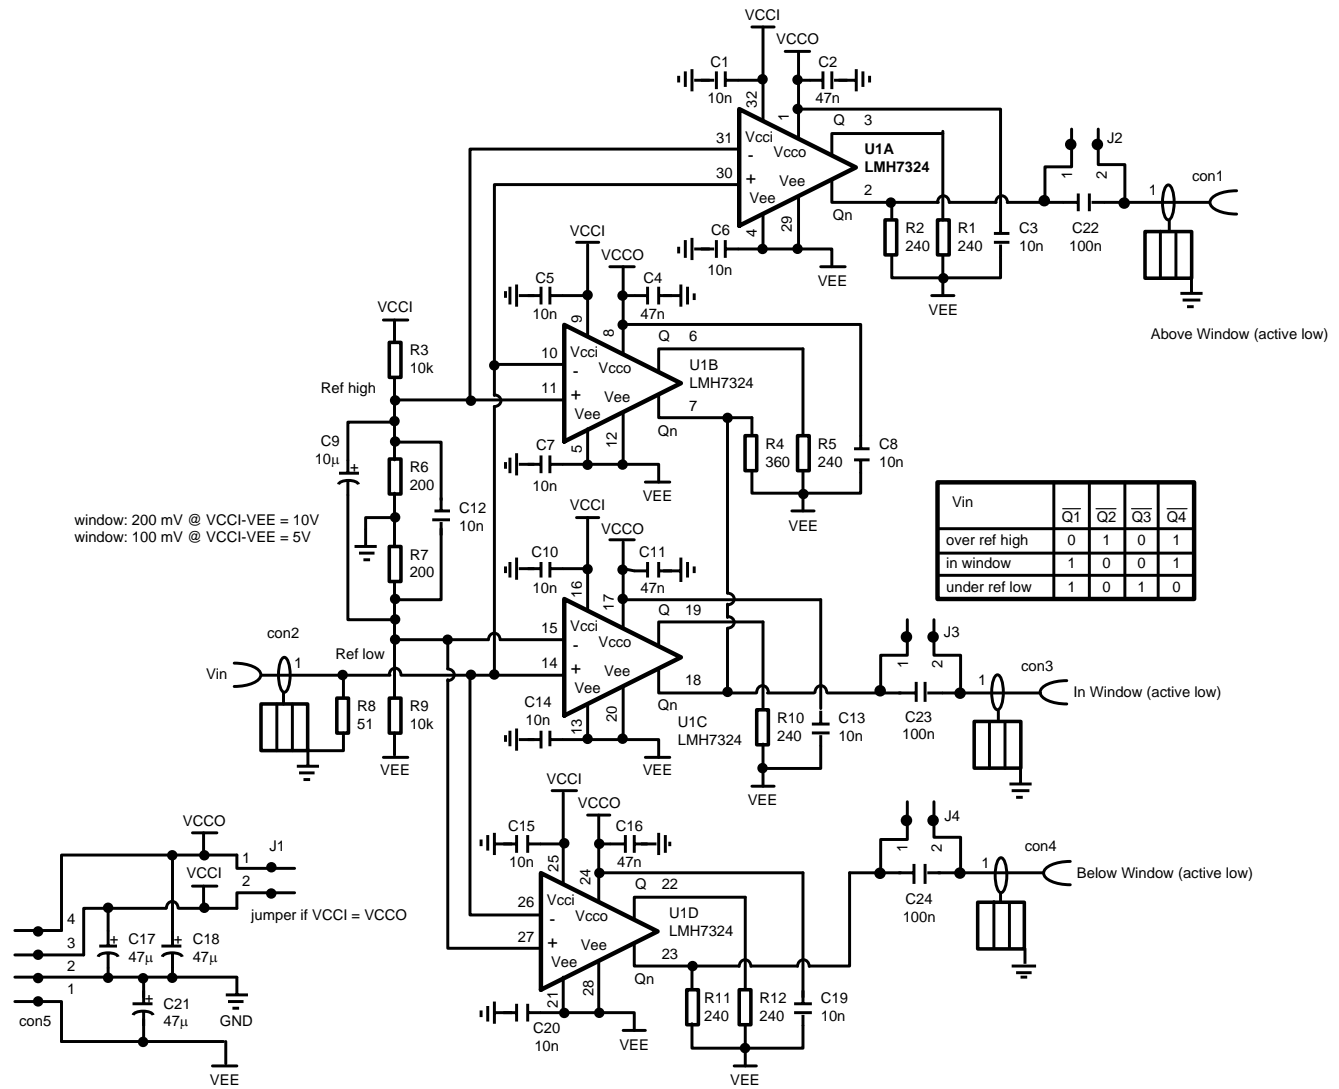 VCCI
VCCO
C1
10n
C2
47n
32
1
Q
3
31
Vcci
-
Vcco
U1A
LMH7324
30
+
Vee
Vee
2
Qn
4
29
C6
10n
VEE
R2
240
R1
240
C3
10n
VEE
J2
1
2
C22
100n
1
con1
Above Window (active low)
VCCI
VCCO
C5
10n
C4
47n
9
8
Q
6
10
Vcci
-
Vcco
U1B
LMH7324
11
+
Vee
Vee
7
Qn
5
12
C7
10n
VEE
R4
360
R5
240
C8
10n
VEE
VCCI
R3
10k
Ref high
C9
10µ
+
R6
200
C12
10n
R7
200
window: 200 mV @ VCCI-VEE = 10V
window: 100 mV @ VCCI-VEE = 5V
Vin
Q1 Q2 Q3 Q4
over ref high 0 1 0 1
in window 1 0 0 1
under ref low 1 0 1 0
VCCI
VCCO
C10
10n
C11
47n
16
17
Q
19
15
Vcci
-
Vcco
14
+
Vee
Vee
18
Qn
U1C
LMH7324
13
20
C14
10n
VEE
R10
240
C13
10n
VEE
J3
1
2
C23
100n
1
con3
In Window (active low)
con2
Vin
1
Ref low
R8
51
R9
10k
VEE
VCCI
VCCO
C15
10n
C16
47n
25
24
Q
22
26
Vcci
-
Vcco
U1D
LMH7324
27
+
Vee
Vee
23
Qn
21
28
C20
10n
VEE
R11
240
R12
240
C19
10n
VEE
J4
1
2
C24
100n
1
con4
Below Window (active low)
VCCO
1
J1
VCCI
2
jumper if VCCI = VCCO
4
3
2
1
con5
+
C17
47µ
+
C18
47µ
+
C21
47µ
GND
VEE